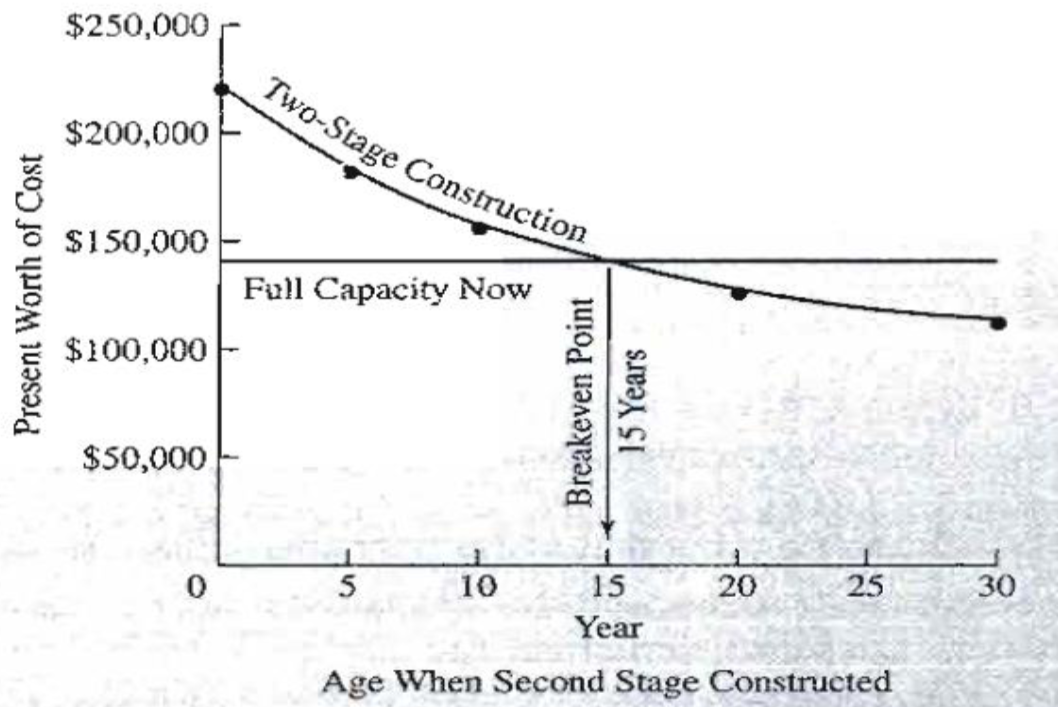 $250,000
$200,000
$150,000
$100,000
$50,000
Present Worth of Cost
Two-Stage Construction
Full Capacity Now
Breakeven Point
15 Years
0
5
10
15
20
25
30
Year
Age When Second Stage Constructed